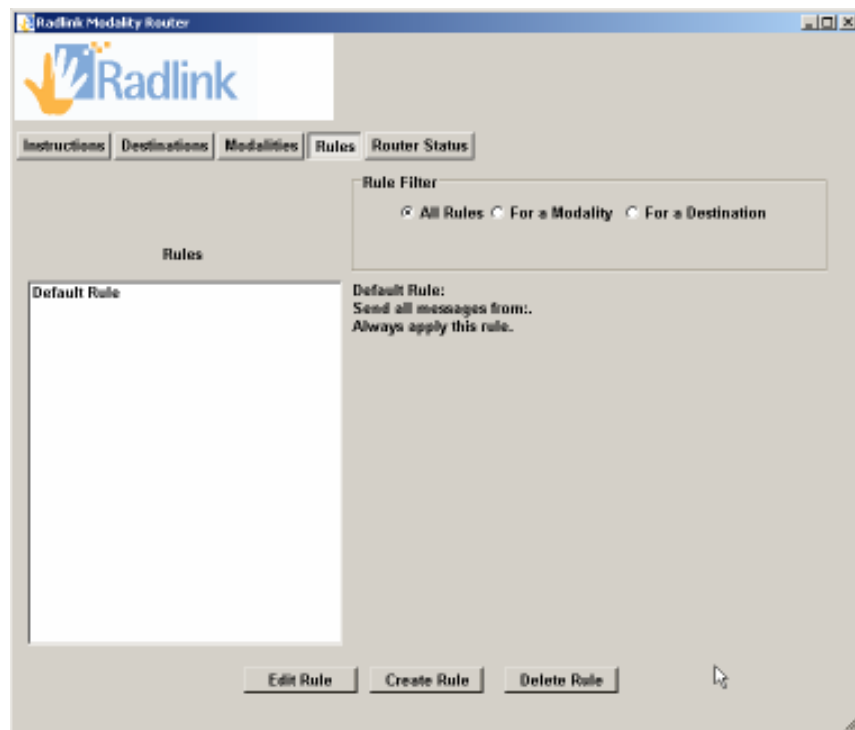 Radlink Modality Router
Radlink
Instructions Destinations Modalities Rules Router Status
Rule Filter
All Rules For a Modality For a Destination
Rules
Default Rule
Default Rule:
Send all messages from:.
Always apply this rule.
Edit Rule Create Rule Delete Rule